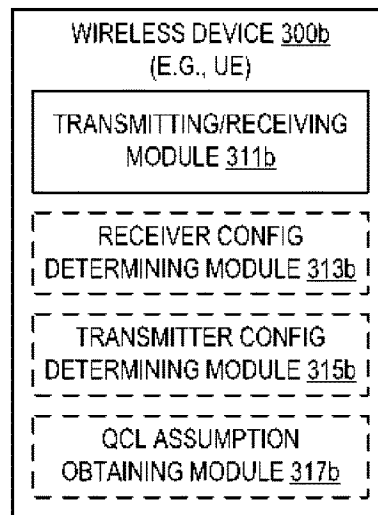 WIRELESS DEVICE 300b
(E.G., UE)
TRANSMITTING/RECEIVING
MODULE 311b
RECEIVER CONFIG
DETERMINING MODULE 313b
TRANSMITTER CONFIG
DETERMINING MODULE 315b
QCL ASSUMPTION
OBTAINING MODULE 317b